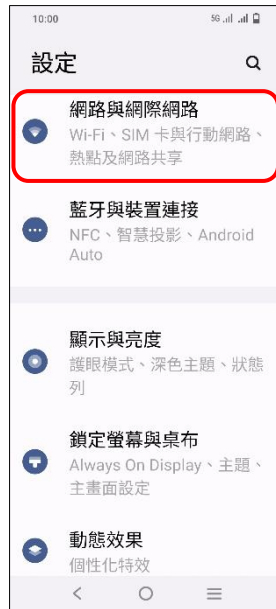 10:00
5G
設定
網路與網際網路
Wi-Fi、SIM 卡與行動網路、
熱點及網路共享
藍牙與裝置連接
NFC、智慧投影、Android
Auto
顯示與亮度
護眼模式、深色主題、狀態
列
鎖定螢幕與桌布
Always On Display、主題、
主畫面設定
動態效果
個性化特效